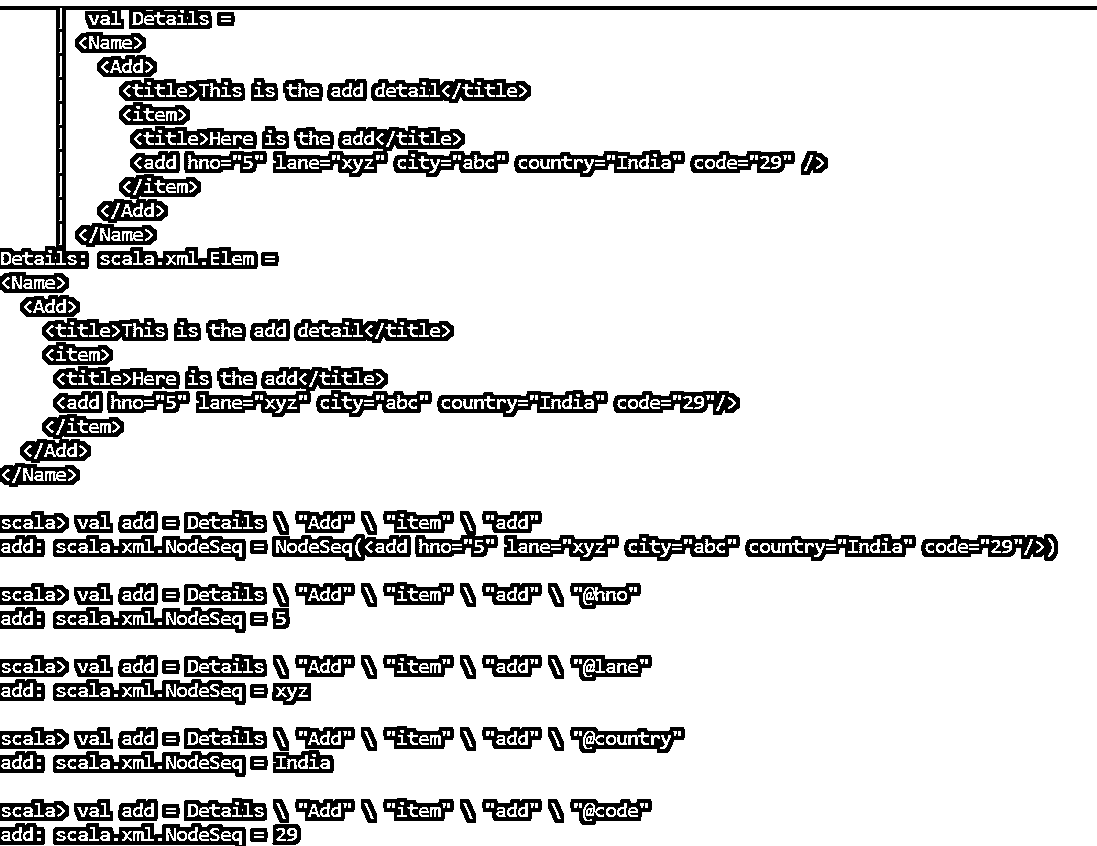 val Details =
<Name>
<Add>
<title>This is the add detail</title>
<item>
<title>Here is the add</title>
<add hno="5" lane="xyz" city="abc" country="India" code="29" />
</item>
</Add>
</Name>
Details: scala.xml.Elem =
<Name>
<Add>
<title>This is the add detail</title>
<item>
<title>Here is the add</title>
<add hno="5" lane="xyz" city="abc" country="India" code="29"/>
</item>
</Add>
</Name>
scala> val add = Details \ "Add" \ "item" \ "add"
add: scala.xml.NodeSeq = NodeSeq(<add hno="5" lane="xyz" city="abc" country="India" code="29"/>)
scala> val add = Details \ "Add" \ "item" \ "add" \ "@hno"
add: scala.xml.NodeSeq = 5
scala> val add = Details \ "Add" \ "item" \ "add" \ "@lane"
add: scala.xml.NodeSeq = xyz
scala> val add = Details \ "Add" \ "item" \ "add" \ "@country"
add: scala.xml.NodeSeq = India
scala> val add = Details \ "Add" \ "item" \ "add" \ "@code"
add: scala.xml.NodeSeq = 29